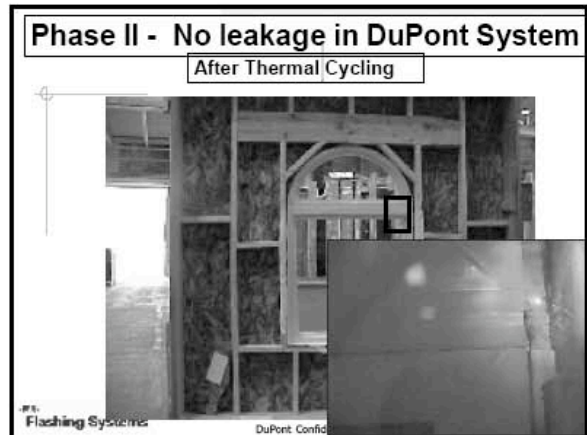 Phase II - No leakage in DuPont System
After Thermal Cycling
Flashing Systems
DuPont Confid